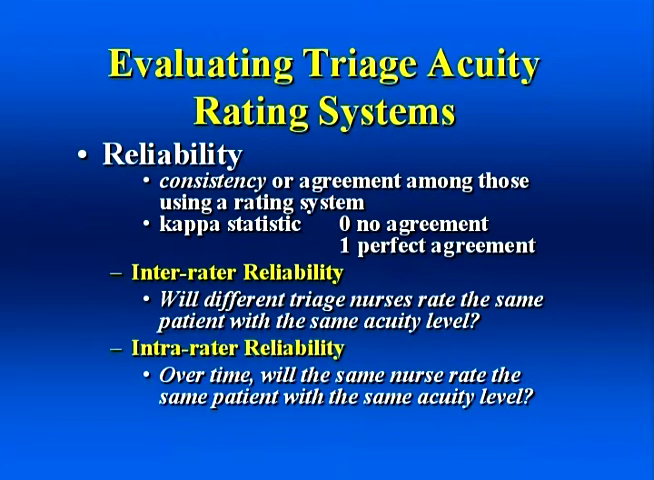 Evaluating Triage Acuity
Rating Systems
• Reliability
• consistency or agreement among those
using a rating system
• kappa statistic 0 no agreement
1 perfect agreement
– Inter-rater Reliability
• Will different triage nurses rate the same
patient with the same acuity level?
– Intra-rater Reliability
• Over time, will the same nurse rate the
same patient with the same acuity level?